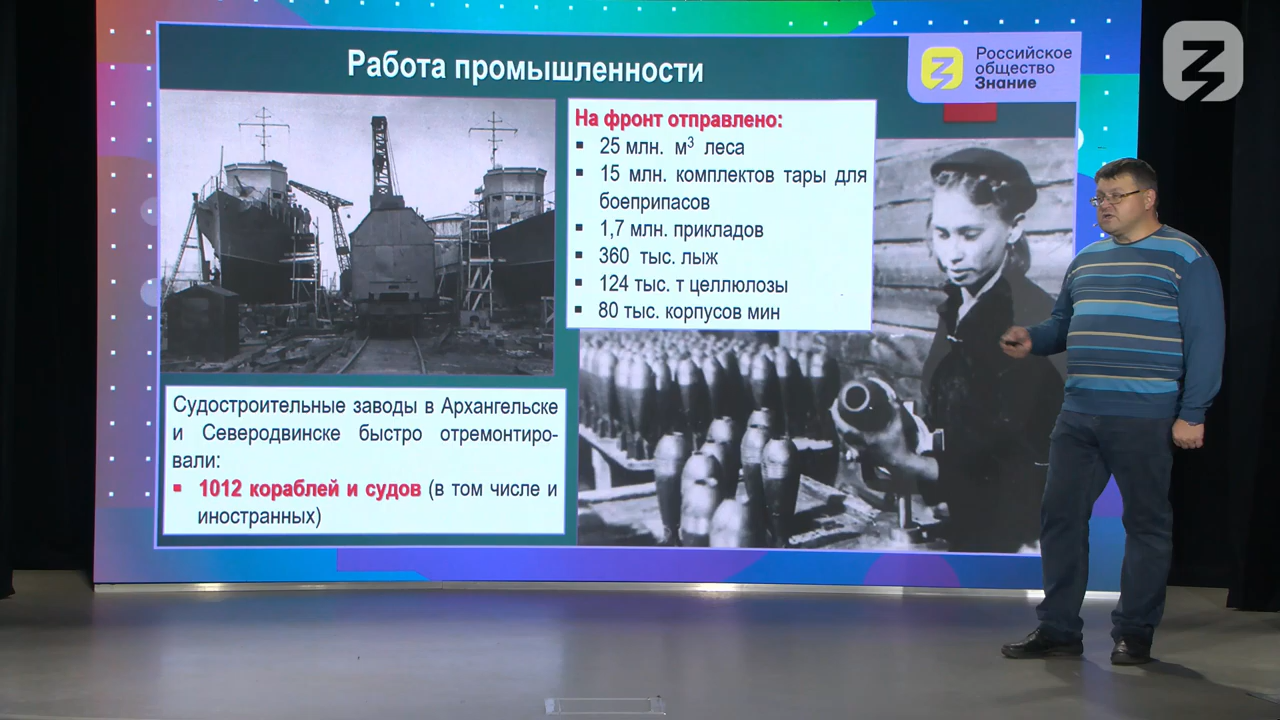 Работа промышленности
Российское
общество
Знание
На фронт отправлено:
▪ 25 млн. м³ леса
▪ 15 млн. комплектов тары для
боеприпасов
▪ 1,7 млн. прикладов
▪ 360 тыс. лыж
▪ 124 тыс. т целлюлозы
▪ 80 тыс. корпусов мин
Судостроительные заводы в Архангельске
и Северодвинске быстро отремонтиро-
вали:
▪ 1012 кораблей и судов (в том числе и
иностранных)